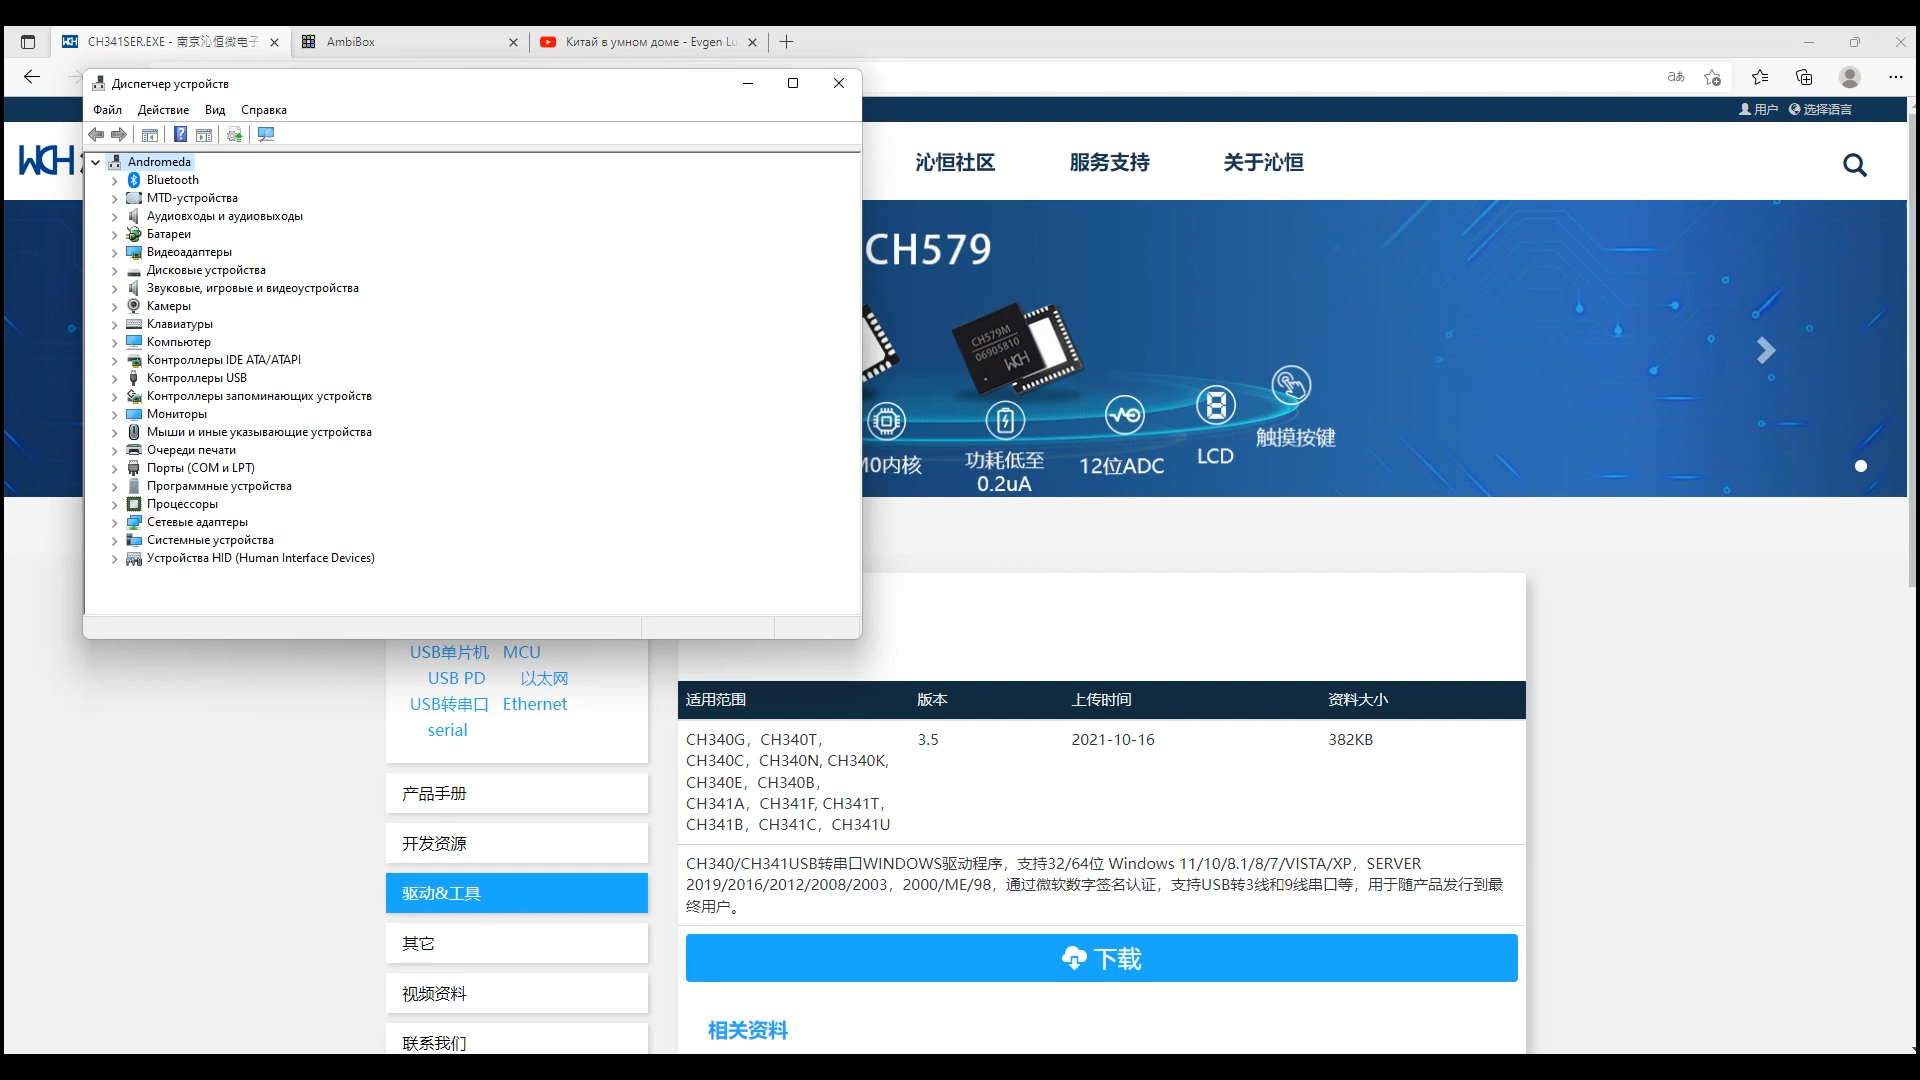 CH341SER.EXE - 南京沁恒微电子
AmbiBox
Китай в умном доме - Evgen Lu
Диспетчер устройств
Файл Действие Вид Справка
Andromeda
Bluetooth
MTD-устройства
Аудиовходы и аудиовыходы
Батареи
Видеоадаптеры
Дисковые устройства
Звуковые, игровые и видеоустройства
Камеры
Клавиатуры
Компьютер
Контроллеры IDE ATA/ATAPI
Контроллеры USB
Контроллеры запоминающих устройств
Мониторы
Мыши и иные указывающие устройства
Очереди печати
Порты (COM и LPT)
Программные устройства
Процессоры
Сетевые адаптеры
Системные устройства
Устройства HID (Human Interface Devices)
用户 选择语言
WCH
沁恒社区 服务支持 关于沁恒
CH579
CH579M
06905810
WCH
M0内核
功耗低至
0.2uA
12位ADC
LCD
触摸按键
USB单片机 MCU
USB PD 以太网
USB转串口 Ethernet
serial
产品手册
开发资源
驱动&工具
其它
视频资料
联系我们
适用范围 版本 上传时间 资料大小
CH340G，CH340T， 3.5 2021-10-16 382KB
CH340C，CH340N, CH340K,
CH340E，CH340B，
CH341A，CH341F, CH341T，
CH341B，CH341C，CH341U
CH340/CH341USB转串口WINDOWS驱动程序，支持32/64位 Windows 11/10/8.1/8/7/VISTA/XP，SERVER
2019/2016/2012/2008/2003，2000/ME/98，通过微软数字签名认证，支持USB转3线和9线串口等，用于随产品发行到最
终用户。
下载
相关资料